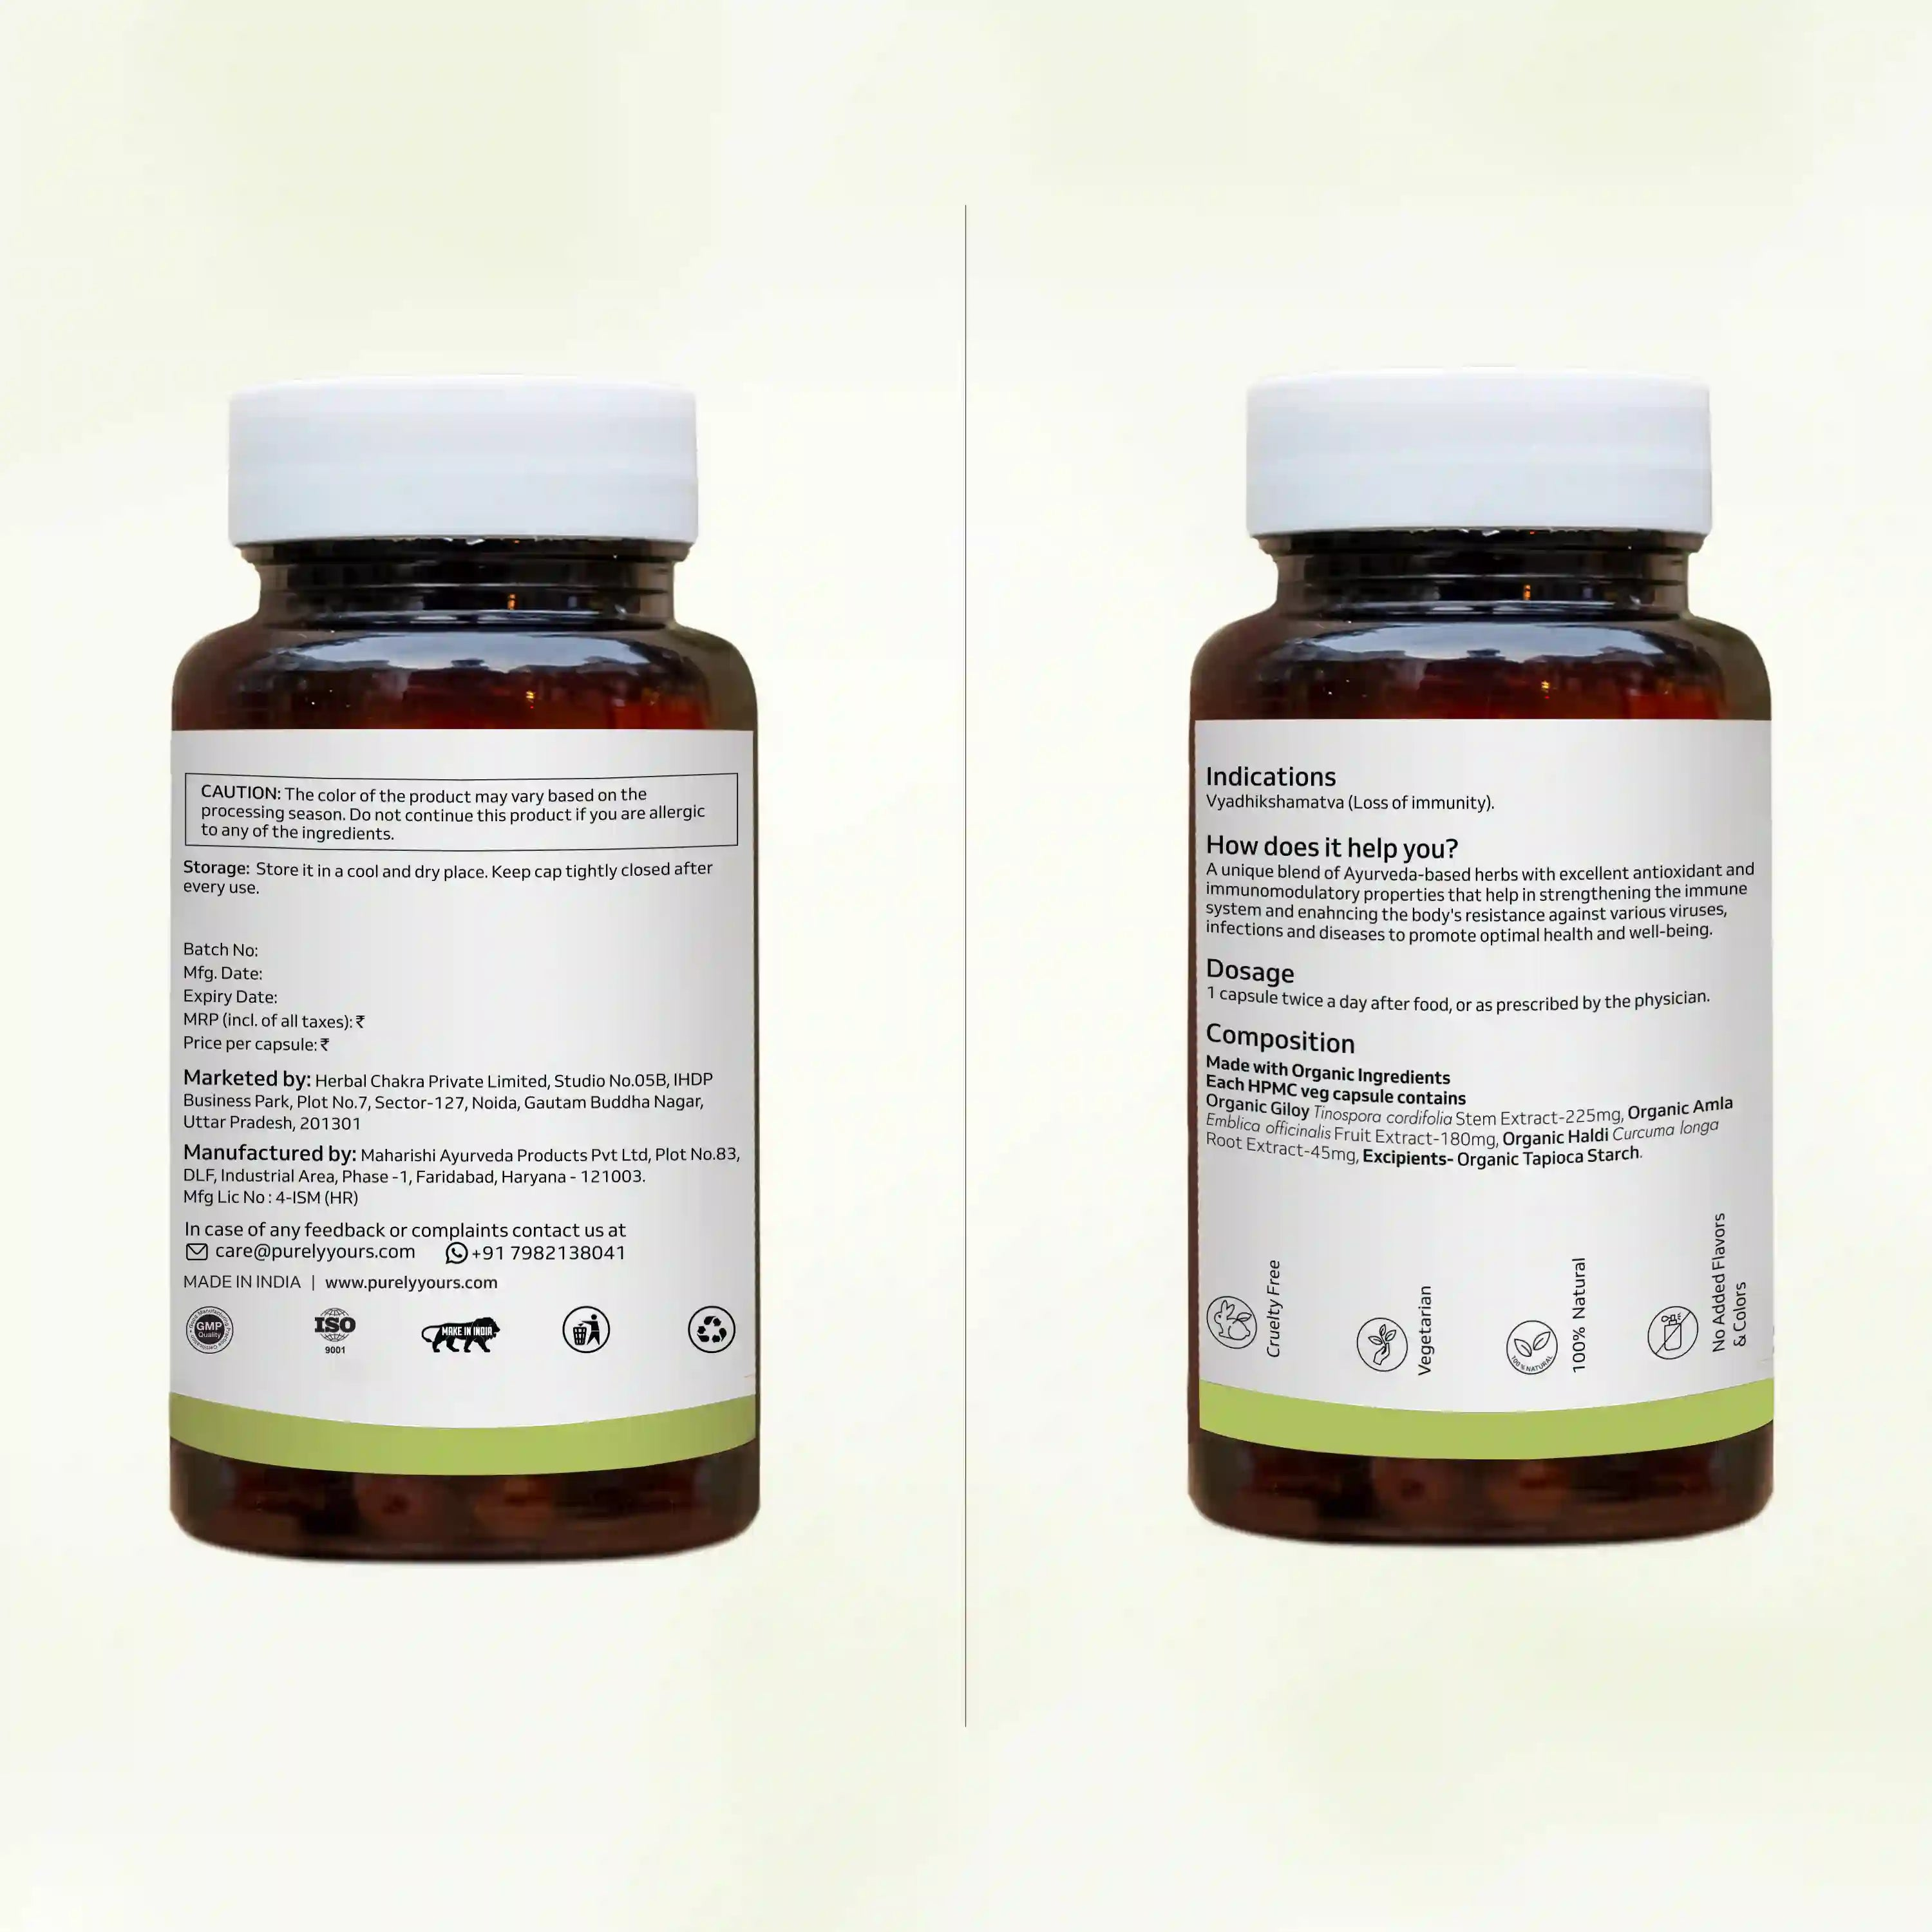 CAUTION: The color of the product may vary based on the
processing season. Do not continue this product if you are allergic
to any of the ingredients.
Storage: Store it in a cool and dry place. Keep cap tightly closed after
every use.
Batch No:
Mfg. Date:
Expiry Date:
MRP (incl. of all taxes): ₹
Price per capsule: ₹
Marketed by: Herbal Chakra Private Limited, Studio No.05B, IHDP
Business Park, Plot No.7, Sector-127, Noida, Gautam Buddha Nagar,
Uttar Pradesh, 201301
Manufactured by: Maharishi Ayurveda Products Pvt Ltd, Plot No.83,
DLF, Industrial Area, Phase -1, Faridabad, Haryana - 121003.
Mfg Lic No : 4-ISM (HR)
In case of any feedback or complaints contact us at
care@purelyyours.com +91 7982138041
MADE IN INDIA | www.purelyyours.com
GMP
Quality
ISO
9001
MAKE IN INDIA
Indications
Vyadhikshamatva (Loss of immunity).
How does it help you?
A unique blend of Ayurveda-based herbs with excellent antioxidant and
immunomodulatory properties that help in strengthening the immune
system and enahncing the body's resistance against various viruses,
infections and diseases to promote optimal health and well-being.
Dosage
1 capsule twice a day after food, or as prescribed by the physician.
Composition
Made with Organic Ingredients
Each HPMC veg capsule contains
Organic Giloy Tinospora cordifolia Stem Extract-225mg, Organic Amla
Emblica officinalis Fruit Extract-180mg, Organic Haldi Curcuma longa
Root Extract-45mg, Excipients- Organic Tapioca Starch.
Cruelty Free
Vegetarian
100% NATURAL
100% Natural
No Added Flavors
& Colors